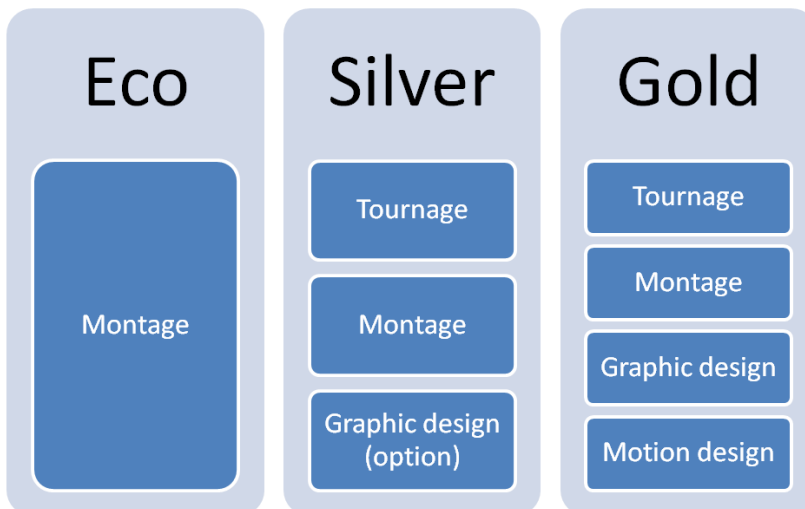 Eco
Montage
Silver
Tournage
Montage
Graphic design
(option)
Gold
Tournage
Montage
Graphic design
Motion design